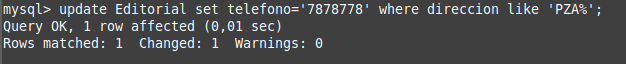 mysql> update Editorial set telefono='7878778' where direccion like 'PZA%';
Query OK, 1 row affected (0,01 sec)
Rows matched: 1  Changed: 1  Warnings: 0